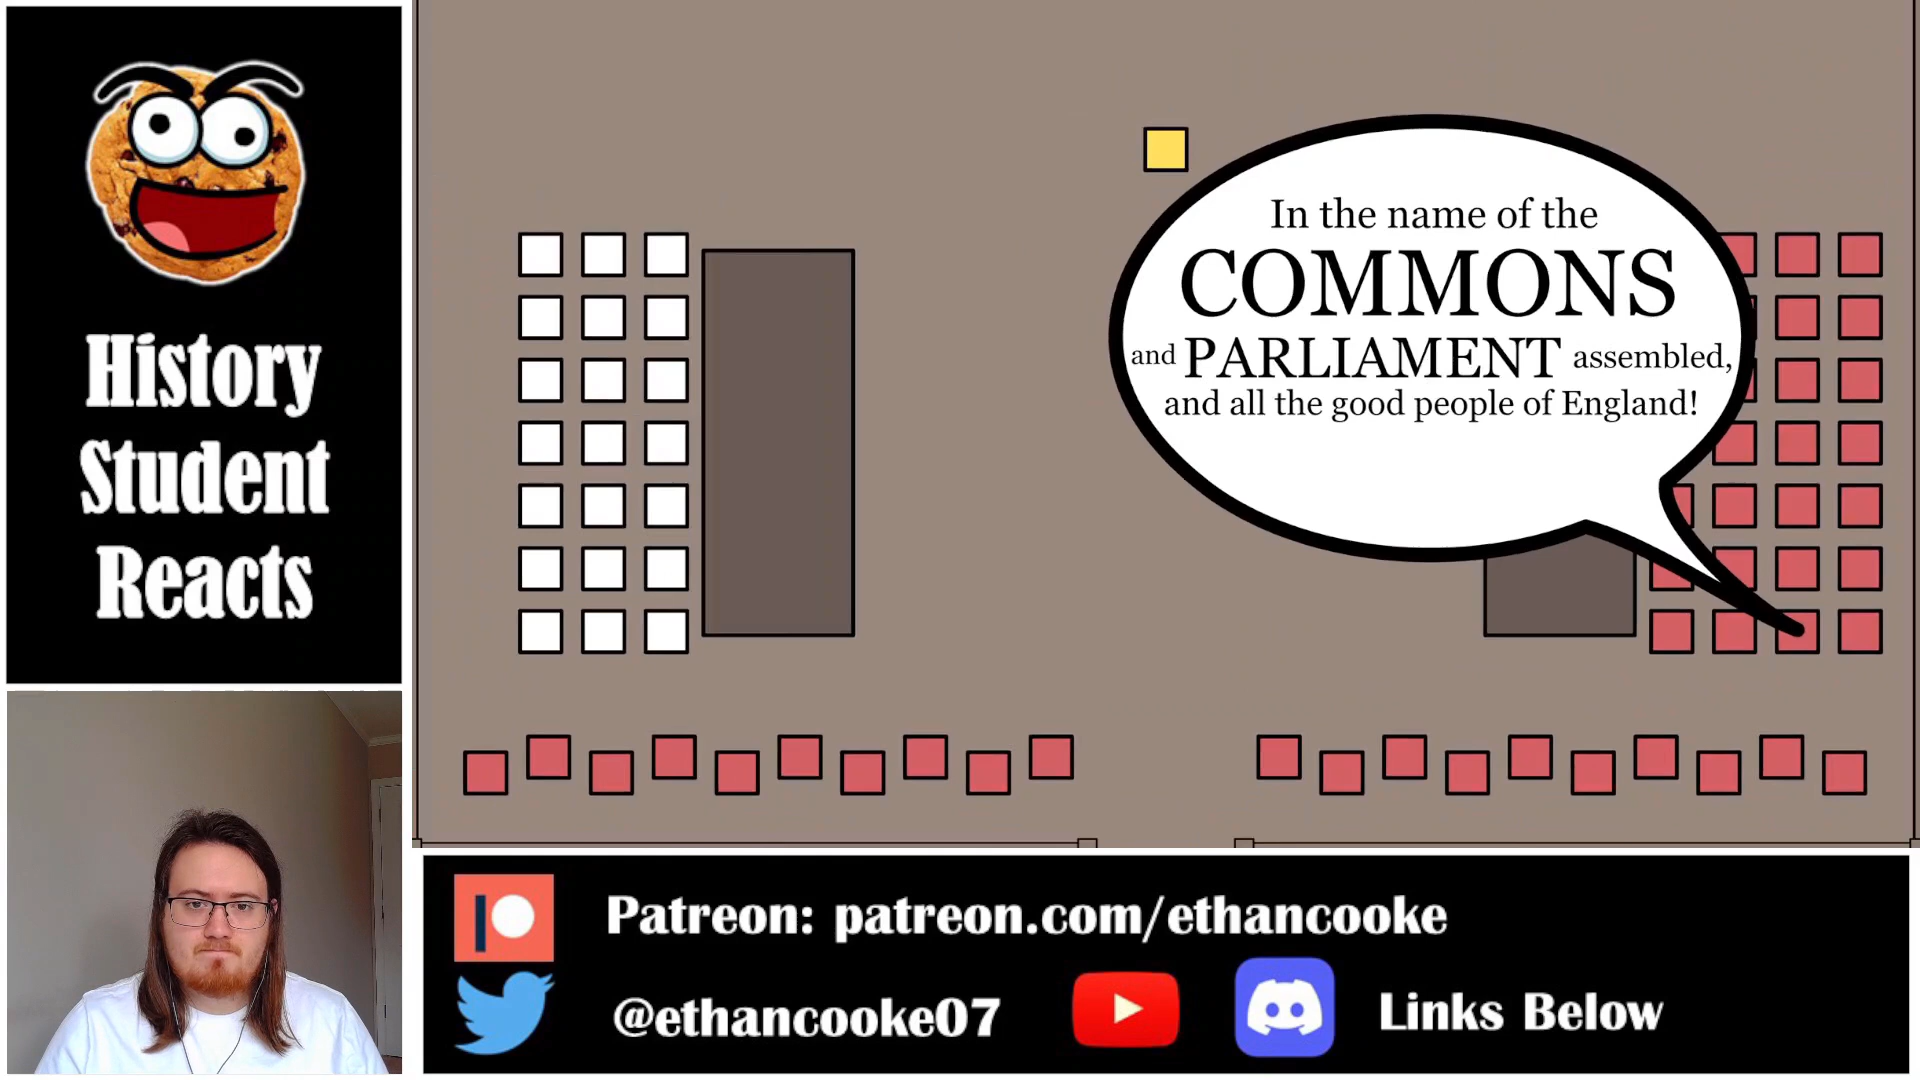 History
Student
Reacts
In the name of the
COMMONS
and PARLIAMENT assembled,
and all the good people of England!
Patreon: patreon.com/ethancooke
@ethancooke07
Links Below